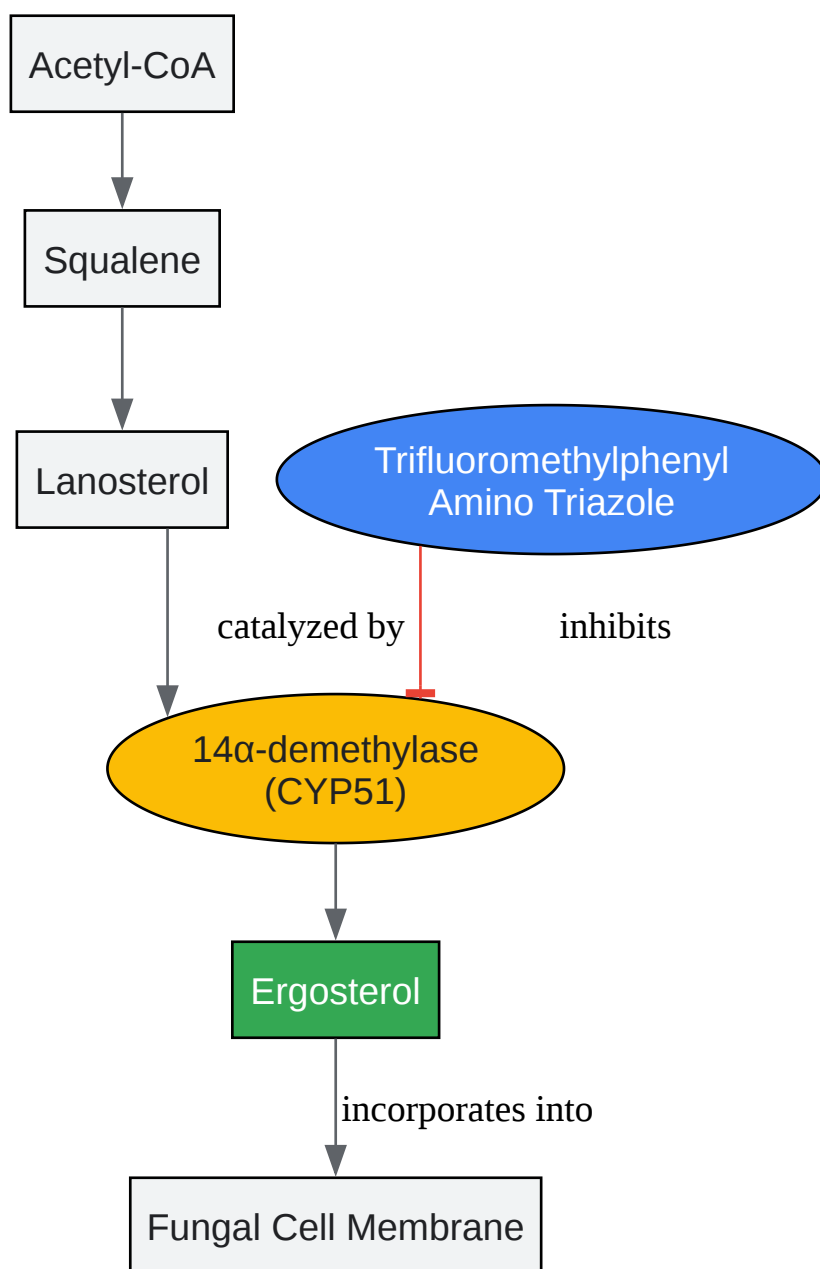 Acetyl-CoA
Squalene
Lanosterol
Trifluoromethylphenyl
Amino Triazole
catalyzed by
inhibits
14α-demethylase
(CYP51)
Ergosterol
incorporates into
Fungal Cell Membrane